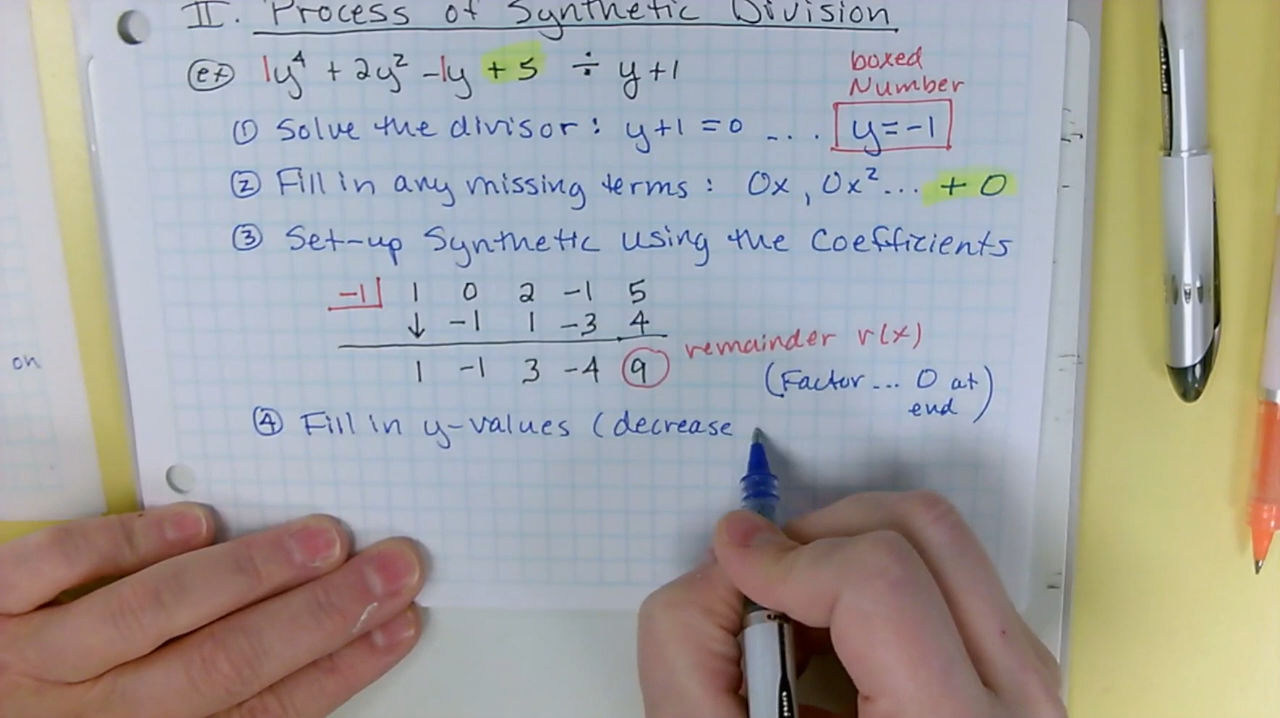 II. Process of Synthetic Division
ex 1y⁴ + 2y² -1y + 5 ÷ y+1
boxed
Number
① Solve the divisor: y+1 = 0 ... y=-1
② Fill in any missing terms: 0x, 0x² ... + 0
③ Set-up Synthetic using the Coefficients
-1 1 0 2 -1 5
↓ -1 1 -3 4
1 -1 3 -4 9
remainder r(x)
(Factor... 0 at
end)
④ Fill in y-values (decrease
on